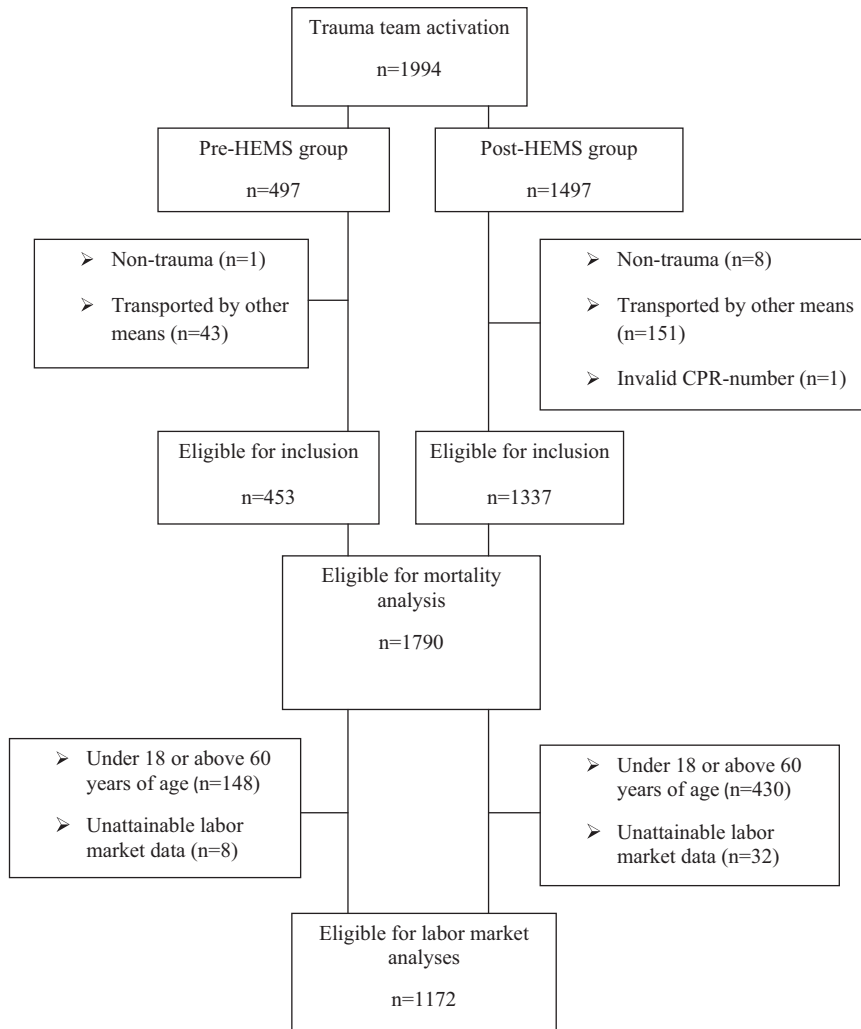 Trauma team activation
n=1994
Pre-HEMS group
n=497
Post-HEMS group
n=1497
➢ Non-trauma (n=1)
➢ Transported by other
means (n=43)
➢ Non-trauma (n=8)
➢ Transported by other means
(n=151)
➢ Invalid CPR-number (n=1)
Eligible for inclusion
n=453
Eligible for inclusion
n=1337
Eligible for mortality
analysis
n=1790
➢ Under 18 or above 60
years of age (n=148)
➢ Unattainable labor
market data (n=8)
➢ Under 18 or above 60
years of age (n=430)
➢ Unattainable labor
market data (n=32)
Eligible for labor market
analyses
n=1172